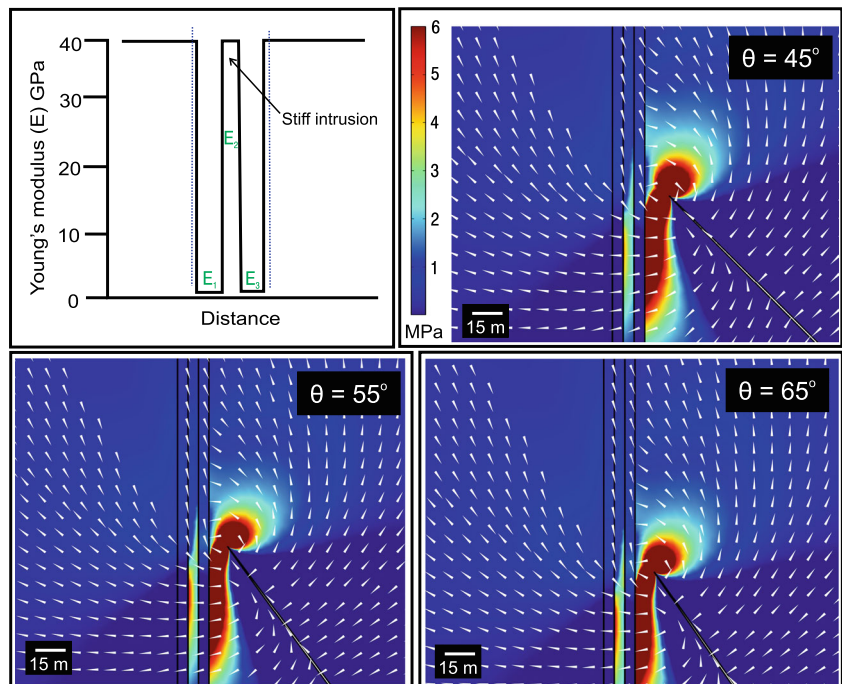 Young's modulus (E) GPa
40
30
20
10
0
Stiff intrusion
E₂
E₁
E₃
Distance
6
5
4
3
2
1
MPa
θ = 45°
15 m
θ = 55°
15 m
θ = 65°
15 m